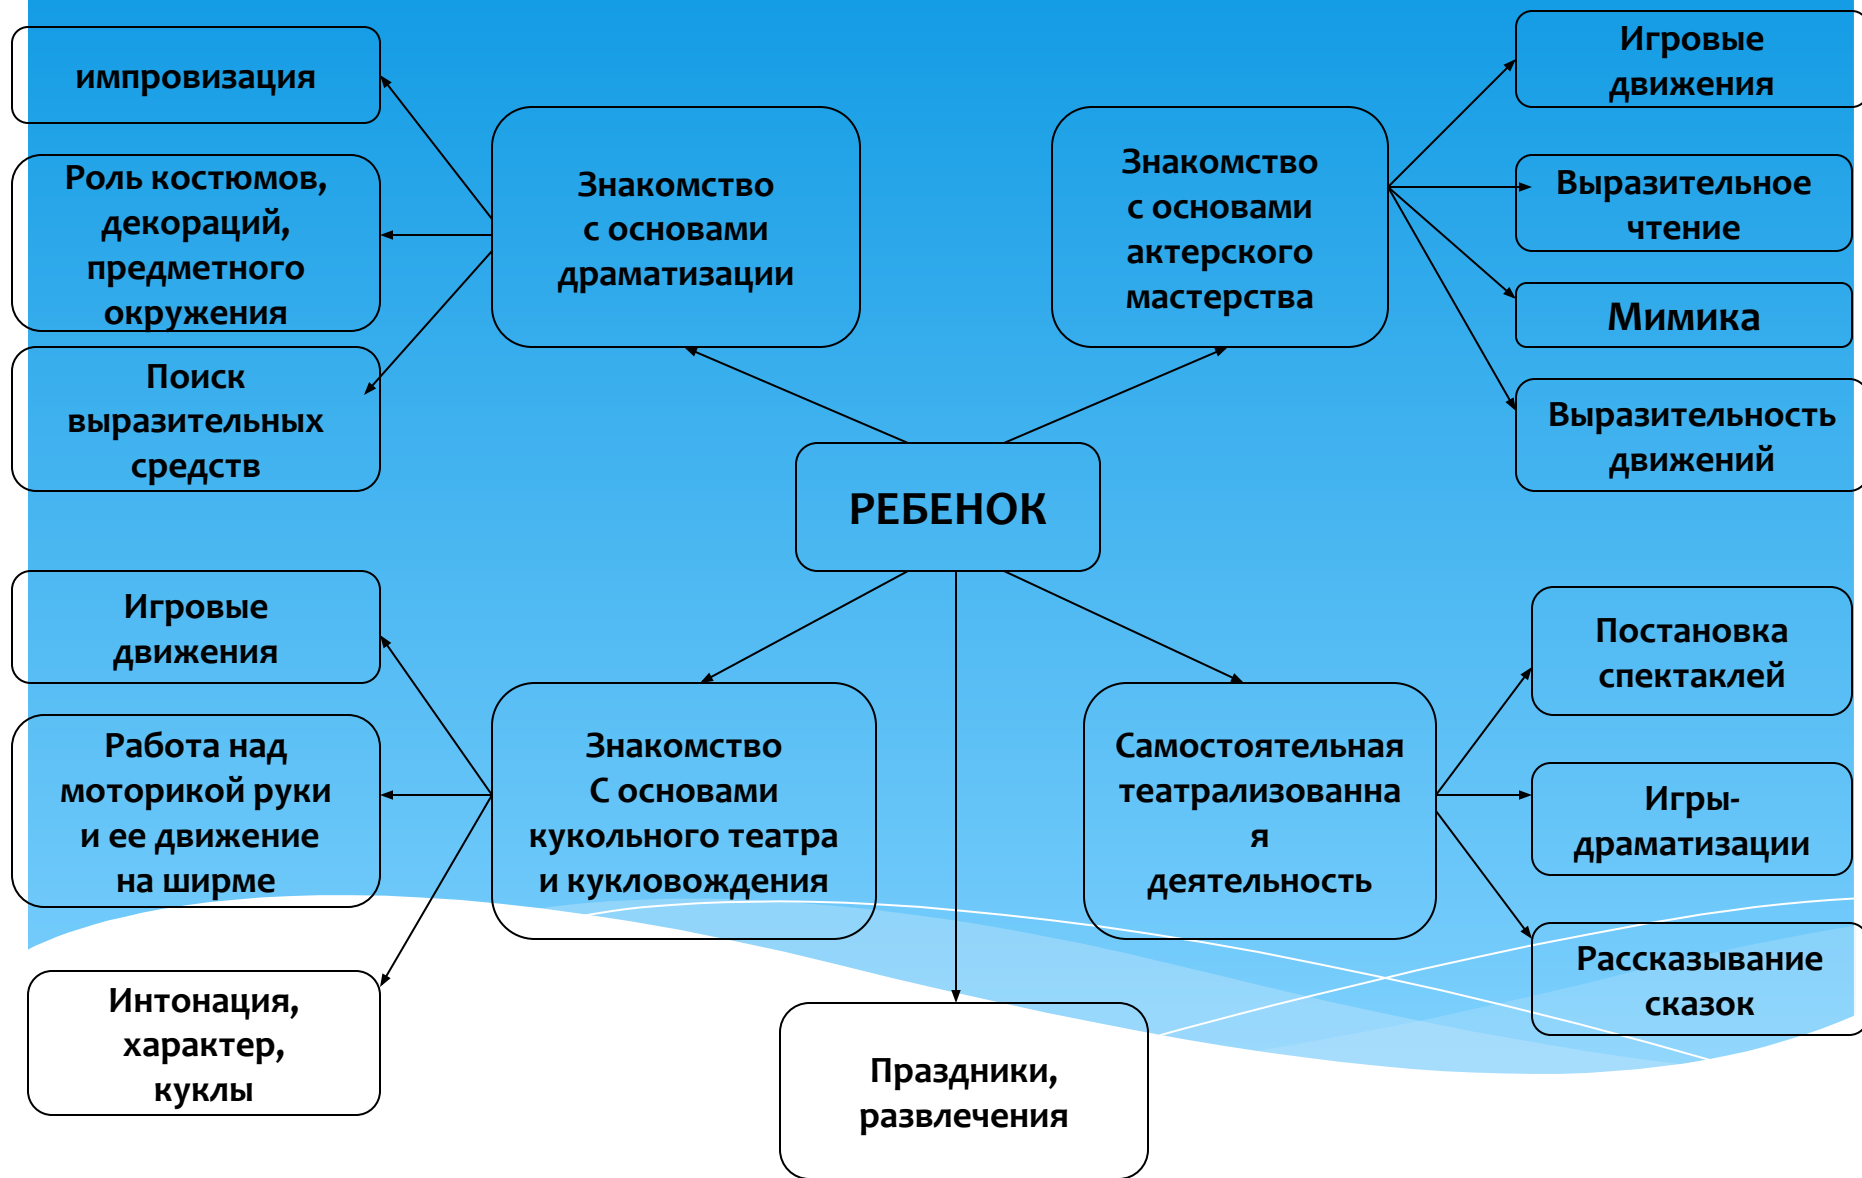 импровизация
Роль костюмов,
декораций,
предметного
окружения
Поиск
выразительных
средств
Знакомство
с основами
драматизации
Знакомство
с основами
актерского
мастерства
Игровые
движения
Выразительное
чтение
Мимика
Выразительность
движений
РЕБЕНОК
Игровые
движения
Работа над
моторикой руки
и ее движение
на ширме
Интонация,
характер,
куклы
Знакомство
С основами
кукольного театра
и кукловождения
Праздники,
развлечения
Самостоятельная
театрализованна
я
деятельность
Постановка
спектаклей
Игры-
драматизации
Рассказывание
сказок